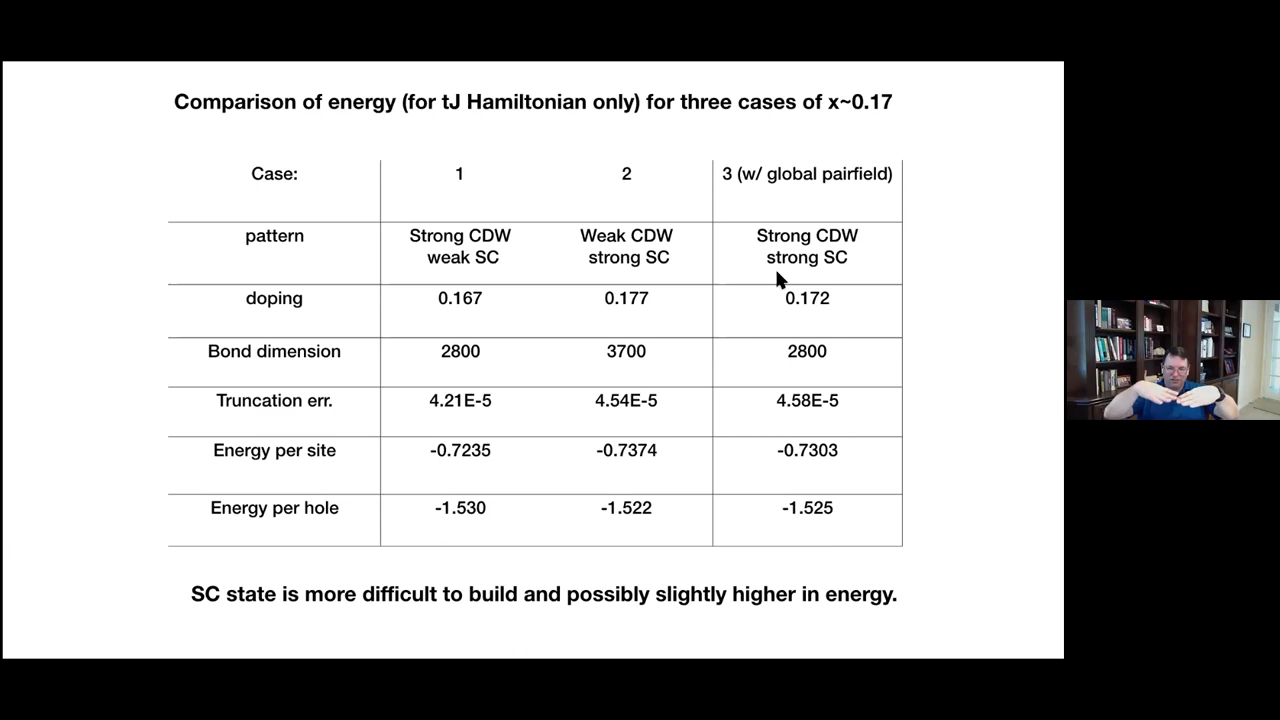 Comparison of energy (for tJ Hamiltonian only) for three cases of x~0.17
Case: 1 2 3 (w/ global pairfield)
pattern Strong CDW weak SC Weak CDW strong SC Strong CDW strong SC
doping 0.167 0.177 0.172
Bond dimension 2800 3700 2800
Truncation err. 4.21E-5 4.54E-5 4.58E-5
Energy per site -0.7235 -0.7374 -0.7303
Energy per hole -1.530 -1.522 -1.525
SC state is more difficult to build and possibly slightly higher in energy.